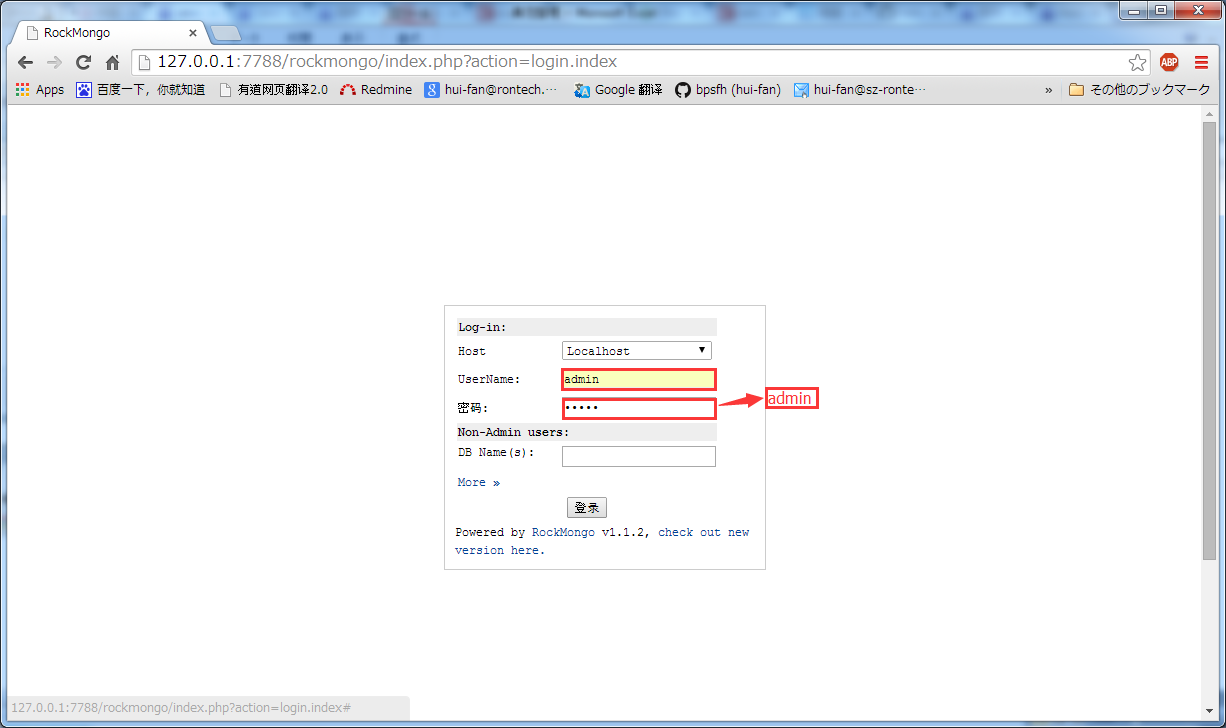 RockMongo
127.0.0.1:7788/rockmongo/index.php?action=login.index
ABP
Apps 百度一下，你就知道 有道网页翻译2.0 Redmine 8 hui-fan@rontech.··· Google 翻译 bpsfh (hui-fan) hui-fan@sz-ronte··· » その他のブックマーク
Log-in:
Host Localhost
UserName: admin
密码: ••••• admin
Non-Admin users:
DB Name(s):
More »
登录
Powered by RockMongo v1.1.2, check out new
version here.
127.0.0.1:7788/rockmongo/index.php?action=login.index#